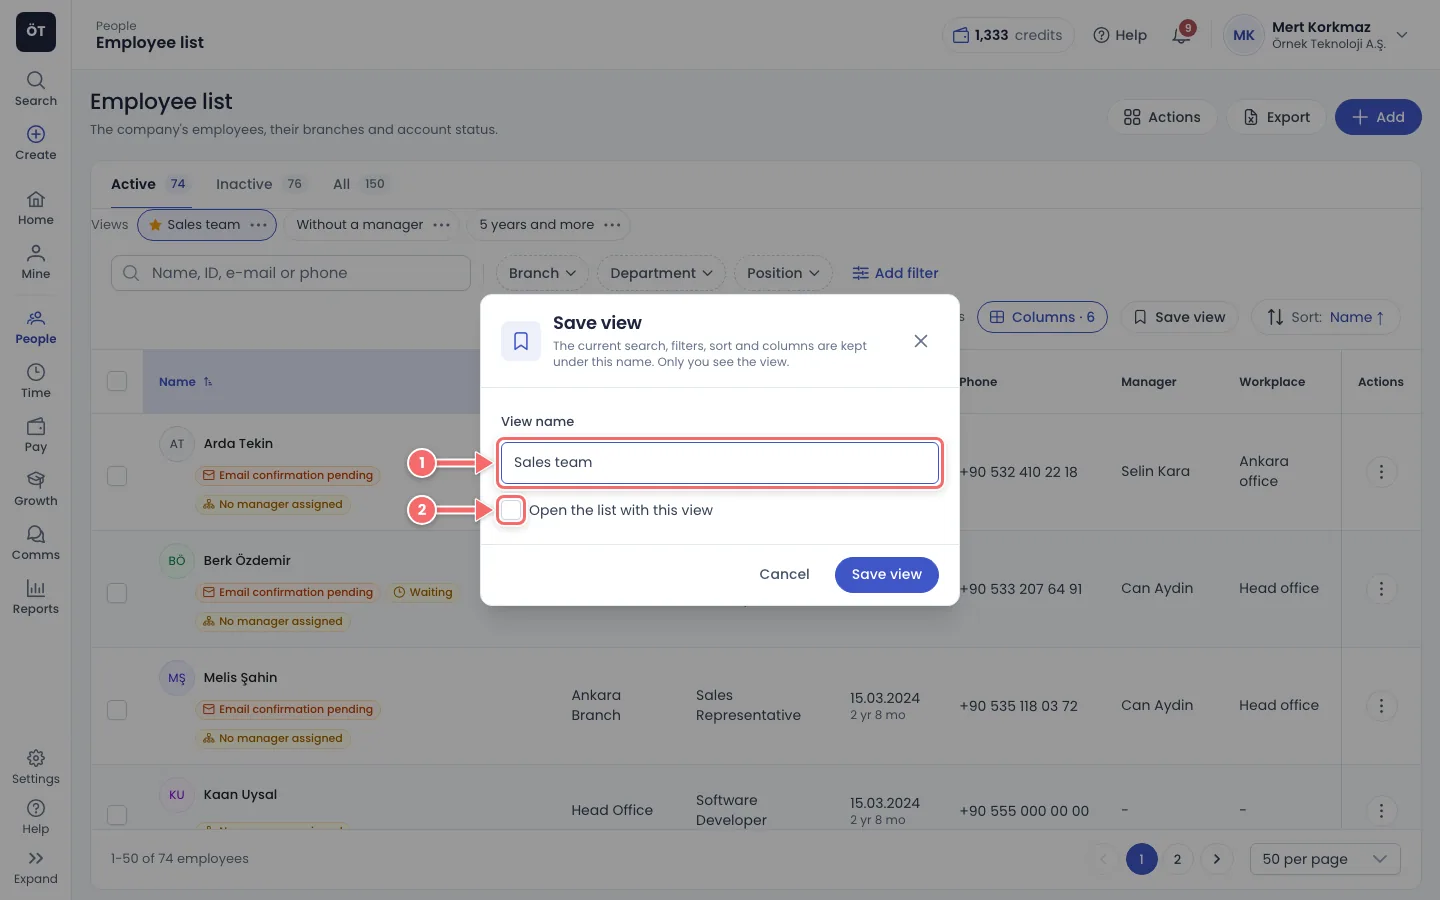 ÖT
People
Employee list
1,333 credits
Help
9
MK
Mert Korkmaz
Örnek Teknoloji A.Ş.
Search
Create
Home
Mine
People
Time
Pay
Growth
Comms
Reports
Settings
Help
Expand
Employee list
The company's employees, their branches and account status.
Actions
Export
Add
Active 74
Inactive 76
All 150
Views
Sales team
Without a manager
5 years and more
Name, ID, e-mail or phone
Branch
Department
Position
Add filter
s
Columns · 6
Save view
Sort: Name ↑
Name
Phone
Manager
Workplace
Actions
AT
Arda Tekin
Email confirmation pending
No manager assigned
+90 532 410 22 18
Selin Kara
Ankara
office
BÖ
Berk Özdemir
Email confirmation pending
Waiting
No manager assigned
+90 533 207 64 91
Can Aydin
Head office
MŞ
Melis Şahin
Email confirmation pending
No manager assigned
Ankara
Branch
Sales
Representative
15.03.2024
2 yr 8 mo
+90 535 118 03 72
Can Aydin
Head office
KU
Kaan Uysal
No manager assigned
Head Office
Software
Developer
15.03.2024
2 yr 8 mo
+90 555 000 00 00
-
-
1-50 of 74 employees
1
2
50 per page
Save view
The current search, filters, sort and columns are kept
under this name. Only you see the view.
View name
1
Sales team
2
Open the list with this view
Cancel
Save view